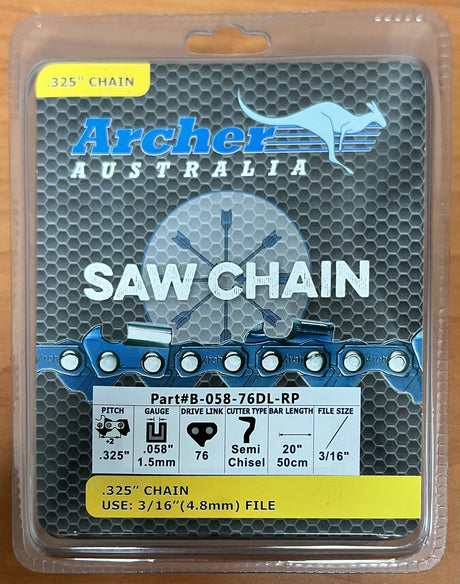 .325" CHAIN
Archer
AUSTRALIA
SAW CHAIN
Archer
Part#B-058-76DL-RP
PITCH GAUGE DRIVE LINK CUTTER TYPE BAR LENGTH FILE SIZE
÷2
.325" .058" 1.5mm 76 Semi Chisel 20" 50cm 3/16"
.325" CHAIN
USE: 3/16"(4.8mm) FILE